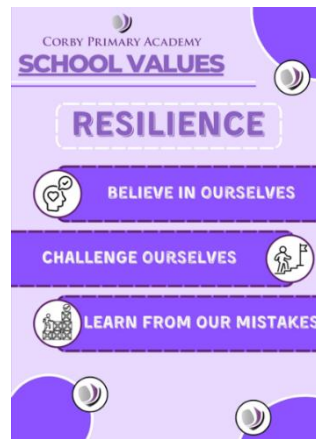 CORBY PRIMARY ACADEMY
SCHOOL VALUES
RESILIENCE
BELIEVE IN OURSELVES
CHALLENGE OURSELVES
LEARN FROM OUR MISTAKES